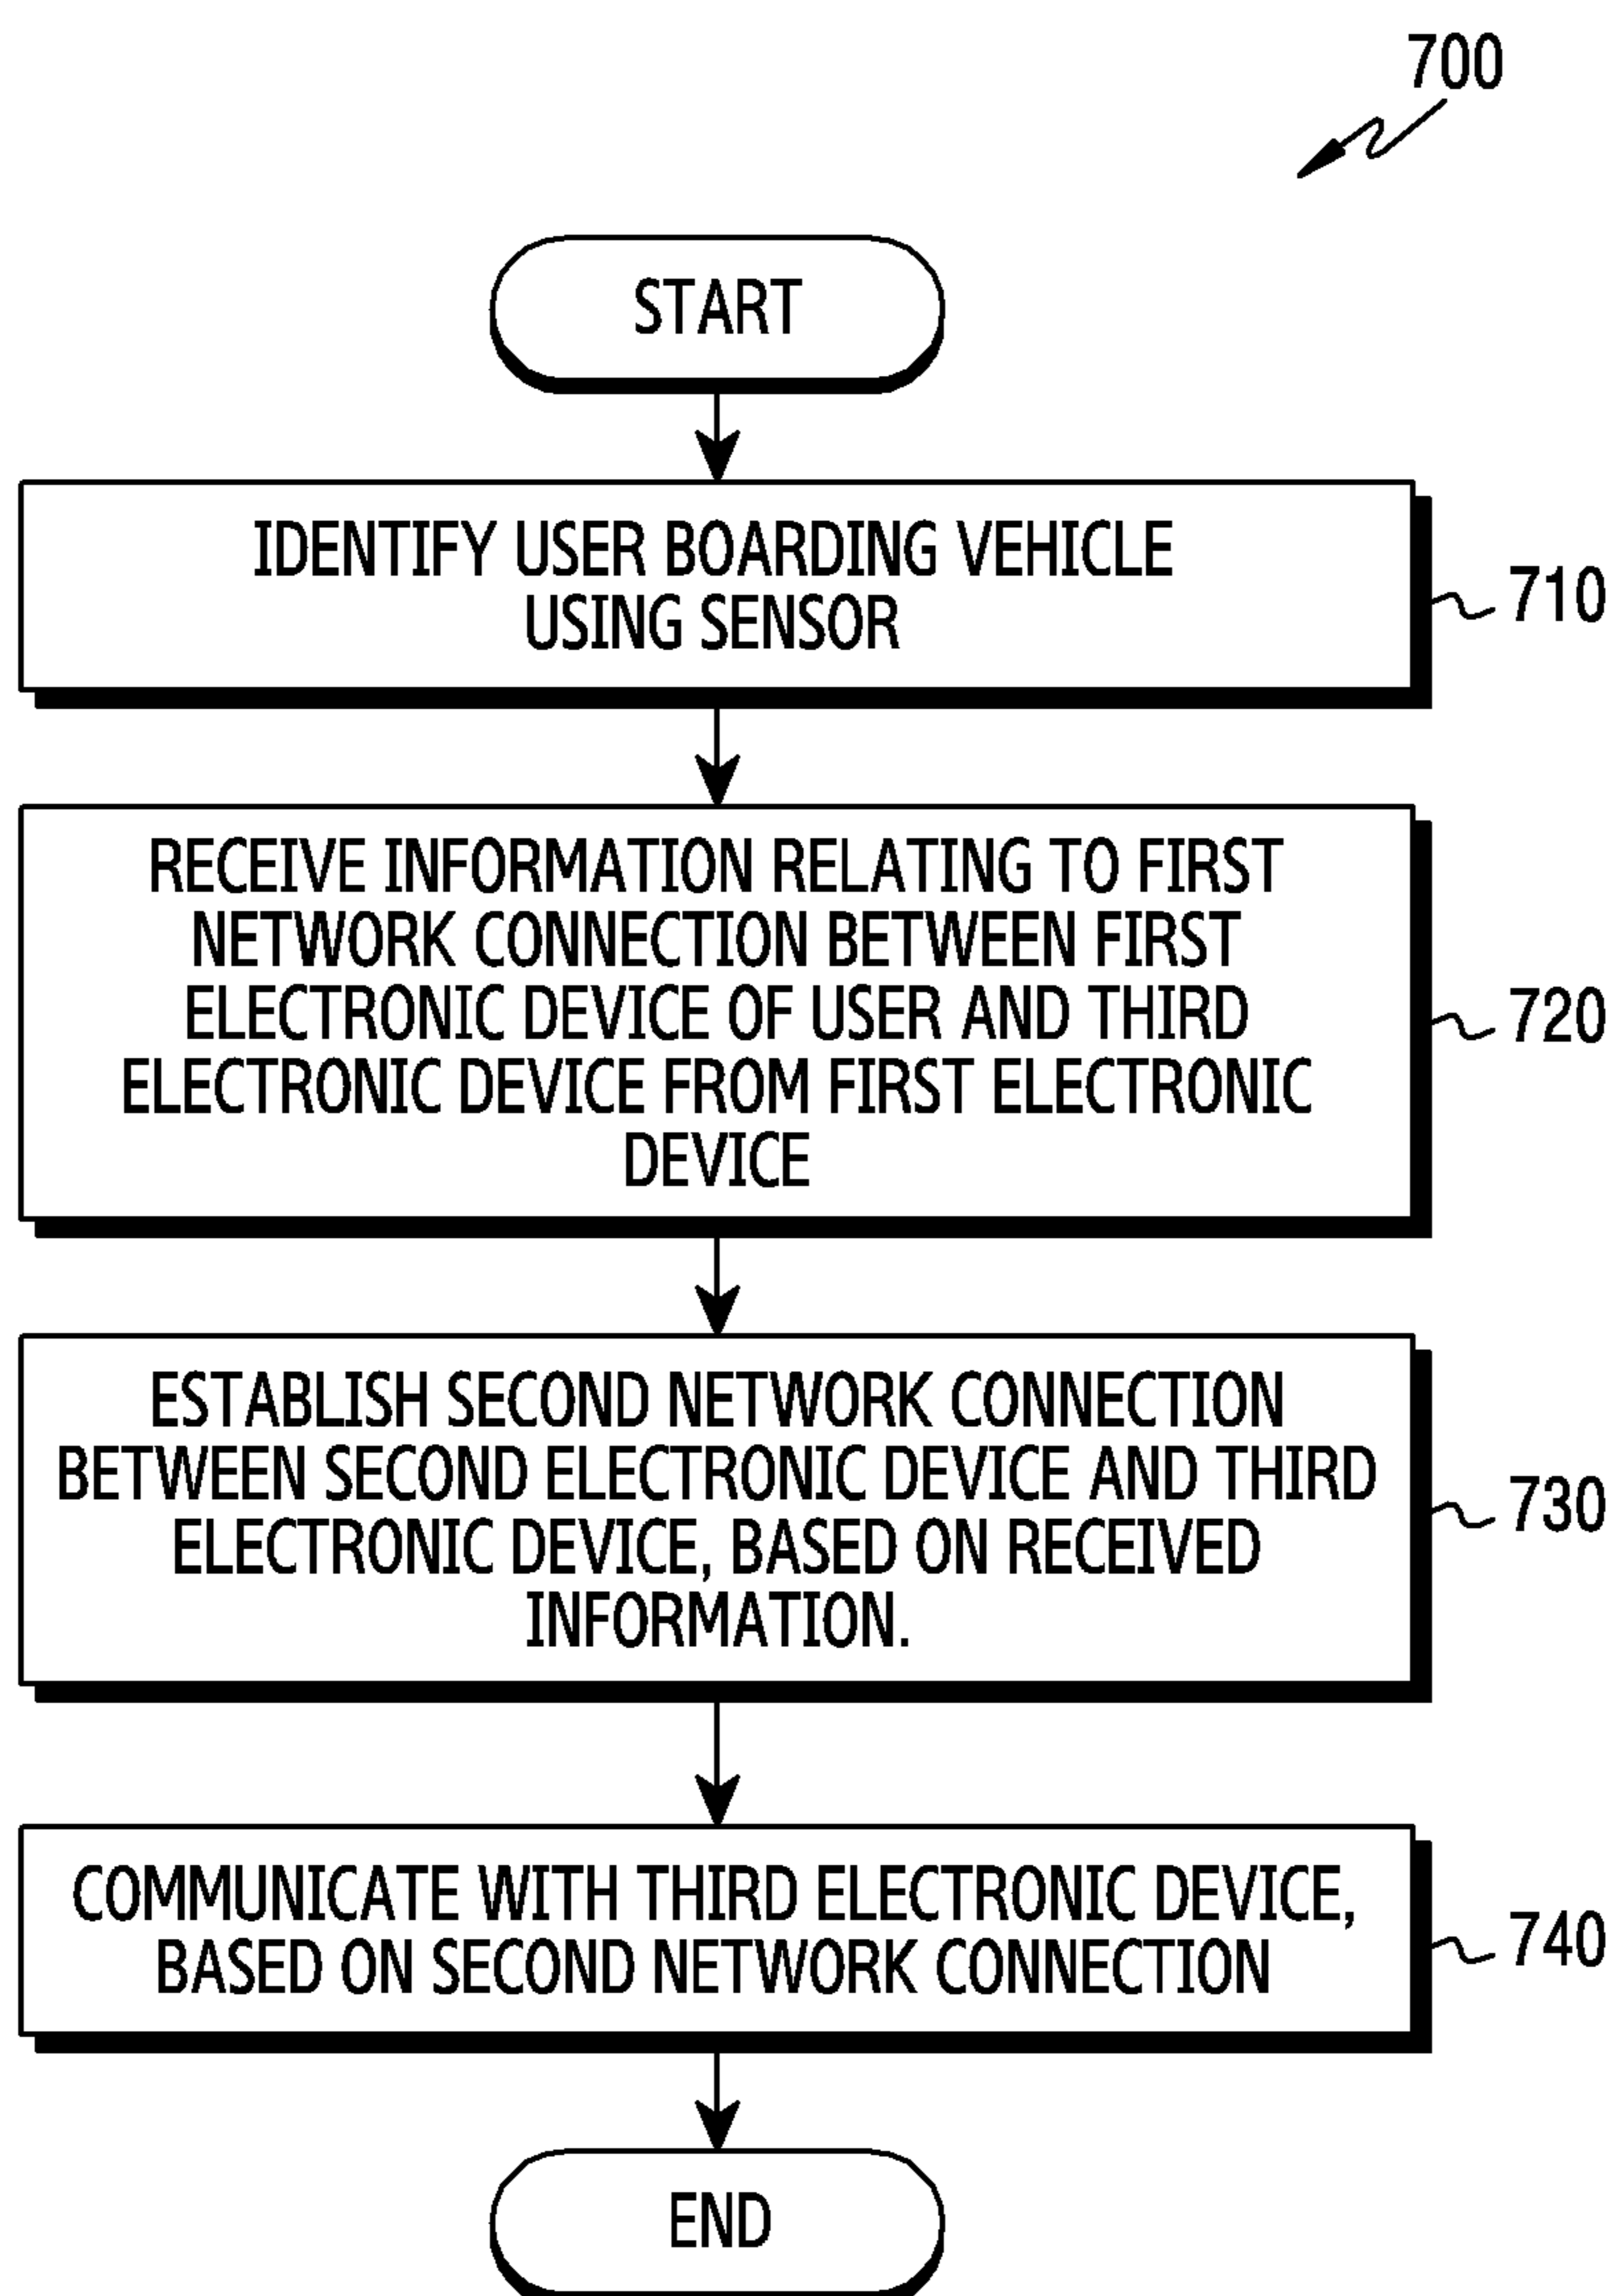 700
START
IDENTIFY USER BOARDING VEHICLE
USING SENSOR
710
RECEIVE INFORMATION RELATING TO FIRST
NETWORK CONNECTION BETWEEN FIRST
ELECTRONIC DEVICE OF USER AND THIRD
ELECTRONIC DEVICE FROM FIRST ELECTRONIC
DEVICE
720
ESTABLISH SECOND NETWORK CONNECTION
BETWEEN SECOND ELECTRONIC DEVICE AND THIRD
ELECTRONIC DEVICE, BASED ON RECEIVED
INFORMATION.
730
COMMUNICATE WITH THIRD ELECTRONIC DEVICE,
BASED ON SECOND NETWORK CONNECTION
740
END